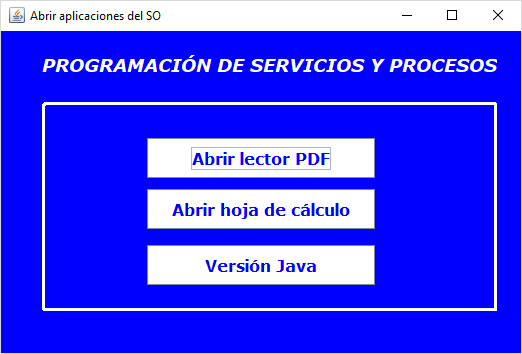 Abrir aplicaciones del SO
PROGRAMACIÓN DE SERVICIOS Y PROCESOS
Abrir lector PDF
Abrir hoja de cálculo
Versión Java